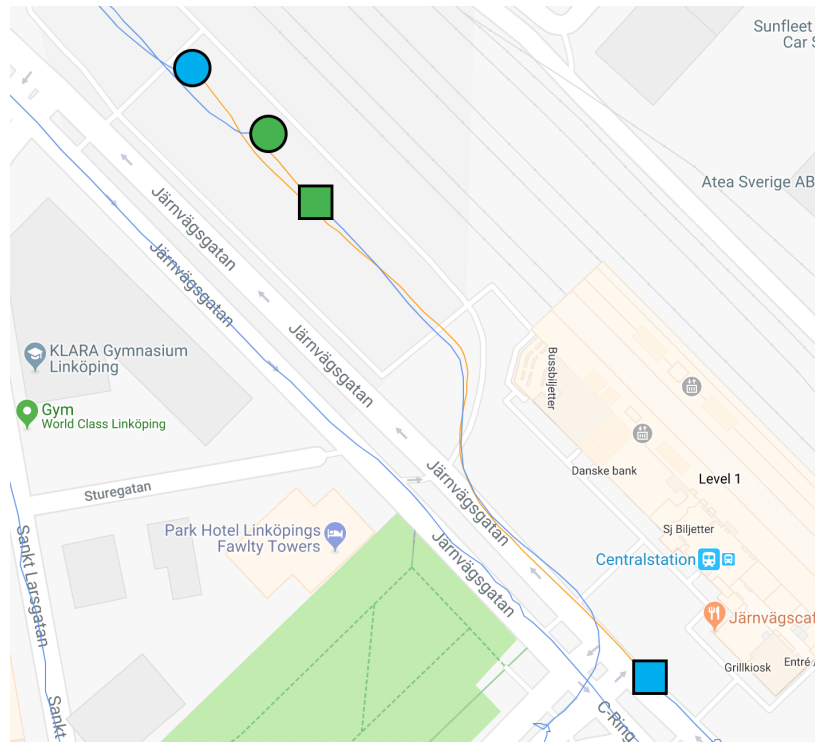 Sunfleet
Car S
Atea Sverige AB
Järnvägsgatan
Järnvägsgatan
Järnvägsgatan
KLARA Gymnasium
Linköping
Bussbiljetter
Gym
World Class Linköping
Danske bank
Level 1
Järnvägsgatan
Sturegatan
Sj Biljetter
Park Hotel Linköpings
Fawlty Towers
Järnvägsgatan
Centralstation
Sankt Larsgatan
Järnvägscaf
Grillkiosk
Entré
Sankt
C-Ring